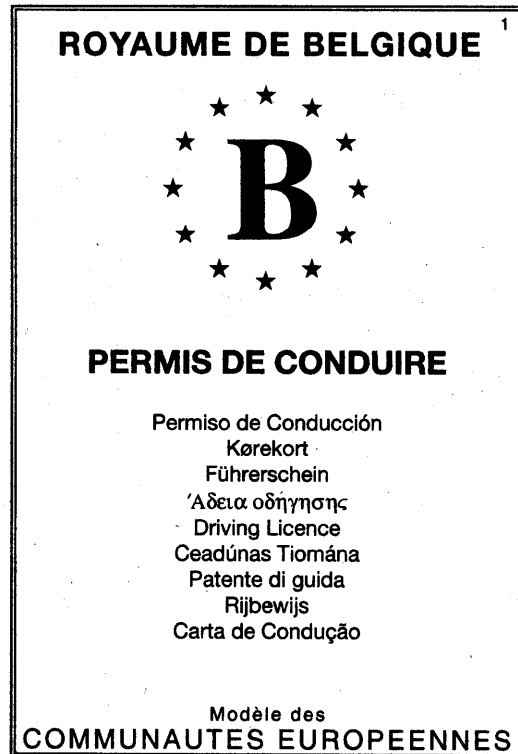 1
ROYAUME DE BELGIQUE
B
PERMIS DE CONDUIRE
Permiso de Conducción
Kørekort
Führerschein
Άδεια οδήγησης
Driving Licence
Ceadúnas Tiomána
Patente di guida
Rijbewijs
Carta de Condução
Modèle des
COMMUNAUTES EUROPEENNES